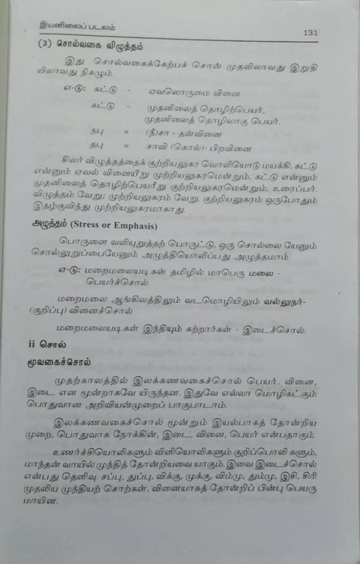 இயனிலைப் படலம் 131
(3) சொல்வகை விழுத்தம்
இது சொல்வகைக்கேற்பச் சொன் முதலிலாவது இறுதி
யிலாவது நிகழும்.
எ-டு: கட்டு - ஏவலொருமை வினை
கட்டு - முதனிலைத் தொழிற்பெயர்,
முதனிலைத் தொழிலாகு பெயர்.
நபு = (நீ)சா - தன்வினை
நபு = சாவி (கொல்)- பிறவினை
சிலர் விழுத்தத்தைக் குற்றியலுகர வொலியொடு மயக்கி, கட்டு
என்னும் ஏவல் வினையீறு முற்றியலுகரமென்றும், கட்டு என்னும்
முதனிலைத் தொழிற்பெயரீறு குற்றியலுகரமென்றும், உரைப்பர்.
விழுத்தம் வேறு; முற்றியலுகரம் வேறு. குற்றியலுகரம் ஒருபோதும்
இதழ்குவிந்து முற்றியலுகரமாகாது.
அழுத்தம் (Stress or Emphasis)
பொருளை வலியுறுத்தற் பொருட்டு, ஒரு சொல்லை யேனும்
சொல்லுறுப்பையேனும் அழுத்தியொலிப்பது அழுத்தமாம்.
எ-டு: மறைமலையடிகள் தமிழில் மாபெரு மலை -
பெயர்ச்சொல்.
மறைமலை ஆங்கிலத்திலும் வடமொழியிலும் வல்லுநர்-
(குறிப்பு) வினைச்சொல்
மறைமலையடிகள் இந்தியும் கற்றார்கள் - இடைச்சொல்.
ii சொல்
மூவகைச்சொல்
முதற்காலத்தில் இலக்கணவகைச்சொல் பெயர், வினை,
இடை என மூன்றாகவே யிருந்தன. இதுவே எல்லா மொழிகட்கும்
பொதுவான அறிவியன்முறைப் பாகுபாடாம்.
இலக்கணவகைச்சொல் மூன்றும் இயல்பாகத் தோன்றிய
முறை, பொதுவாக நோக்கின், இடை, வினை, பெயர் என்பதாகும்.
உணர்ச்சியொலிகளும் விளியொலிகளும் குறிப்பொலி களும்,
மாந்தன் வாயில் முந்தித் தோன்றியவை யாகும். இவை இடைச்சொல்
என்பது தெளிவு. சப்பு, துப்பு, விக்கு, முக்கு, விம்மு, தும்மு, இசி, சிரி
முதலிய முந்தியற் சொற்கள், வினையாகத் தோன்றிப் பின்பு பெயரு
மாயின.